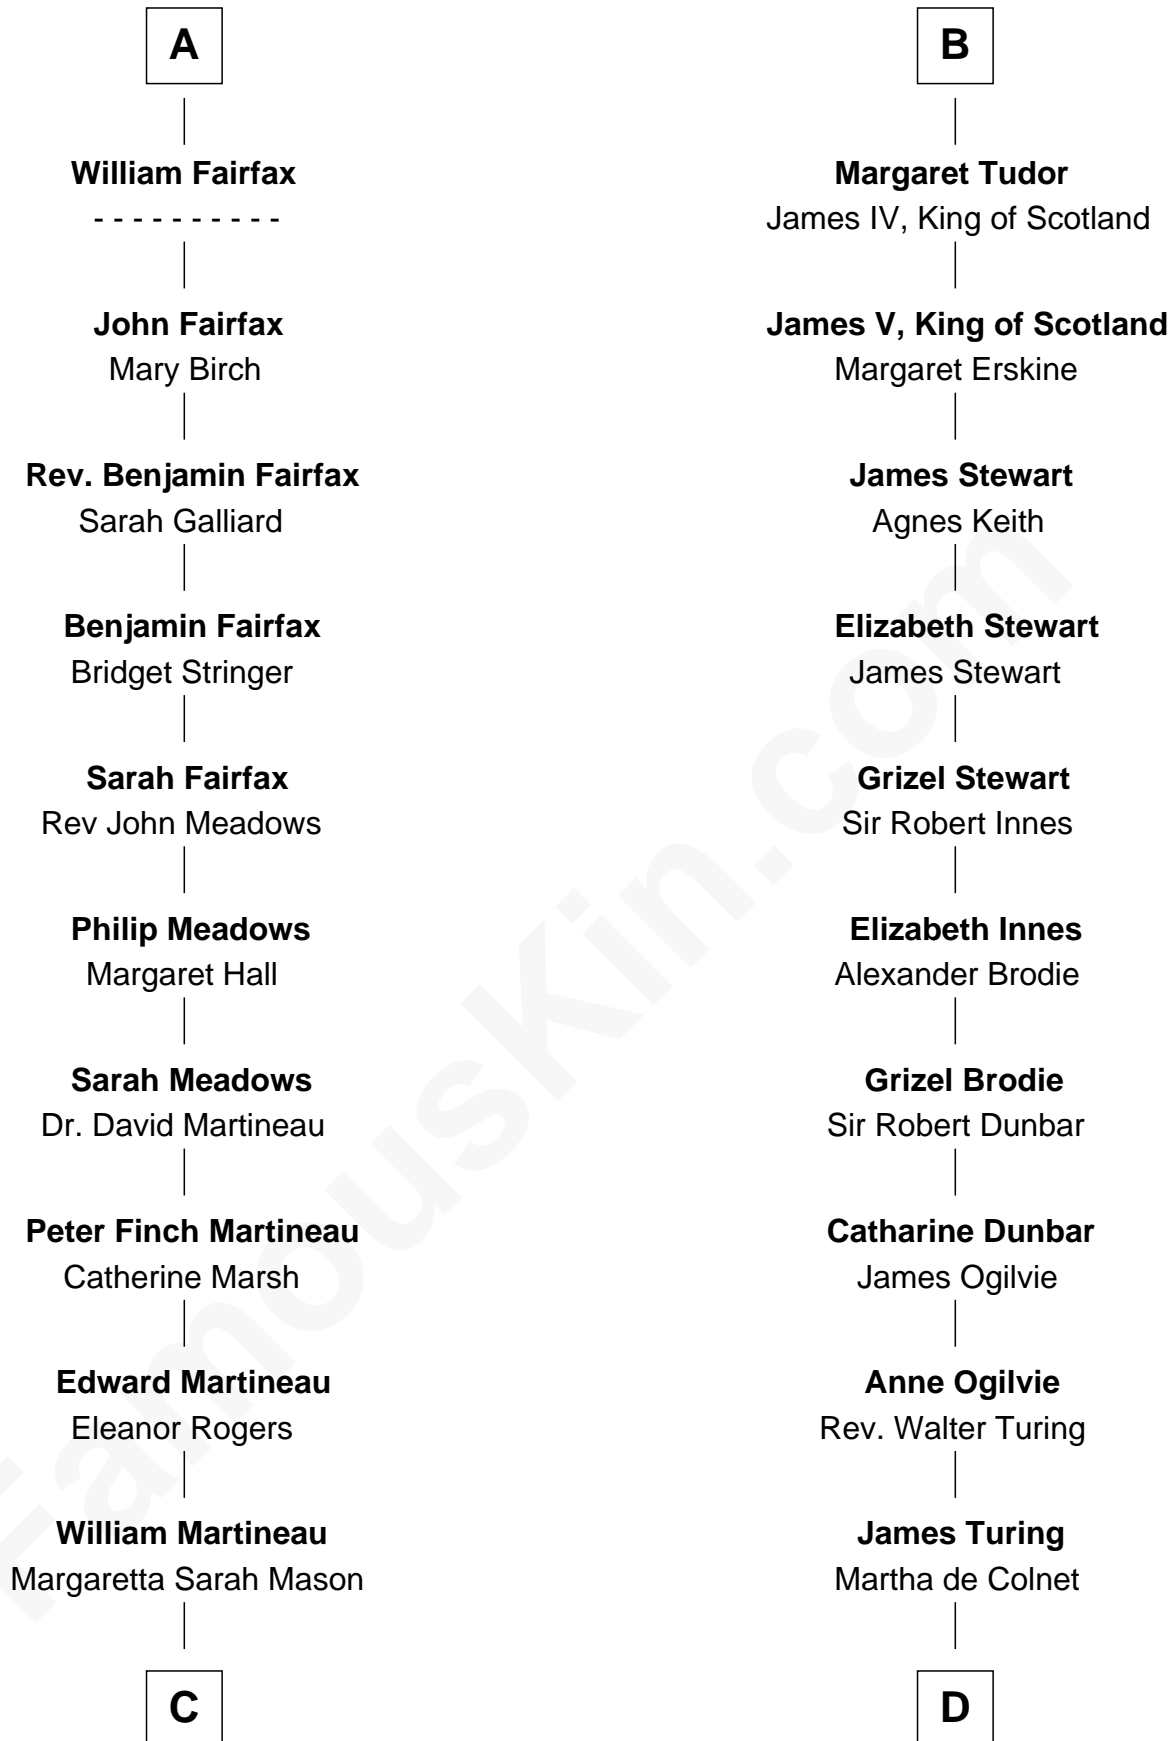 A
William Fairfax
- - - - - - - - - -
John Fairfax
Mary Birch
Rev. Benjamin Fairfax
Sarah Galliard
Benjamin Fairfax
Bridget Stringer
Sarah Fairfax
Rev John Meadows
Philip Meadows
Margaret Hall
Sarah Meadows
Dr. David Martineau
Peter Finch Martineau
Catherine Marsh
Edward Martineau
Eleanor Rogers
William Martineau
Margaretta Sarah Mason
C
B
Margaret Tudor
James IV, King of Scotland
James V, King of Scotland
Margaret Erskine
James Stewart
Agnes Keith
Elizabeth Stewart
James Stewart
Grizel Stewart
Sir Robert Innes
Elizabeth Innes
Alexander Brodie
Grizel Brodie
Sir Robert Dunbar
Catharine Dunbar
James Ogilvie
Anne Ogilvie
Rev. Walter Turing
James Turing
Martha de Colnet
D
FamousKin.com